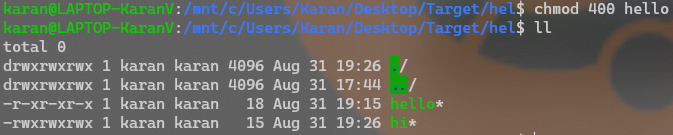 karan@LAPTOP-KaranV:/mnt/c/Users/Karan/Desktop/Target/hel$ chmod 400 hello
karan@LAPTOP-KaranV:/mnt/c/Users/Karan/Desktop/Target/hel$ ll
total 0
drwxrwxrwx 1 karan karan 4096 Aug 31 19:26 ./
drwxrwxrwx 1 karan karan 4096 Aug 31 17:44 ../
-r-xr-xr-x 1 karan karan   18 Aug 31 19:15 hello*
-rwxrwxrwx 1 karan karan   15 Aug 31 19:26 hi*